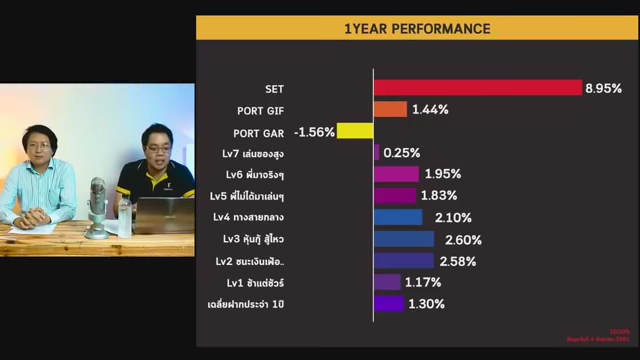 1YEAR PERFORMANCE
SET 8.95%
PORT GIF 1.44%
PORT GAR -1.56%
Lv7 เล่นของสูง 0.25%
Lv6 พี่มาจริงๆ 1.95%
Lv5 พี่ไม่ได้มาเล่นๆ 1.83%
Lv4 ทางสายกลาง 2.10%
Lv3 หุ้นกู้ สู้ไหว 2.60%
Lv2 ชนะเงินเฟ้อ.. 2.58%
Lv1 ช้าแต่ชัวร์ 1.17%
เฉลี่ยฝากประจำ 1ปี 1.30%